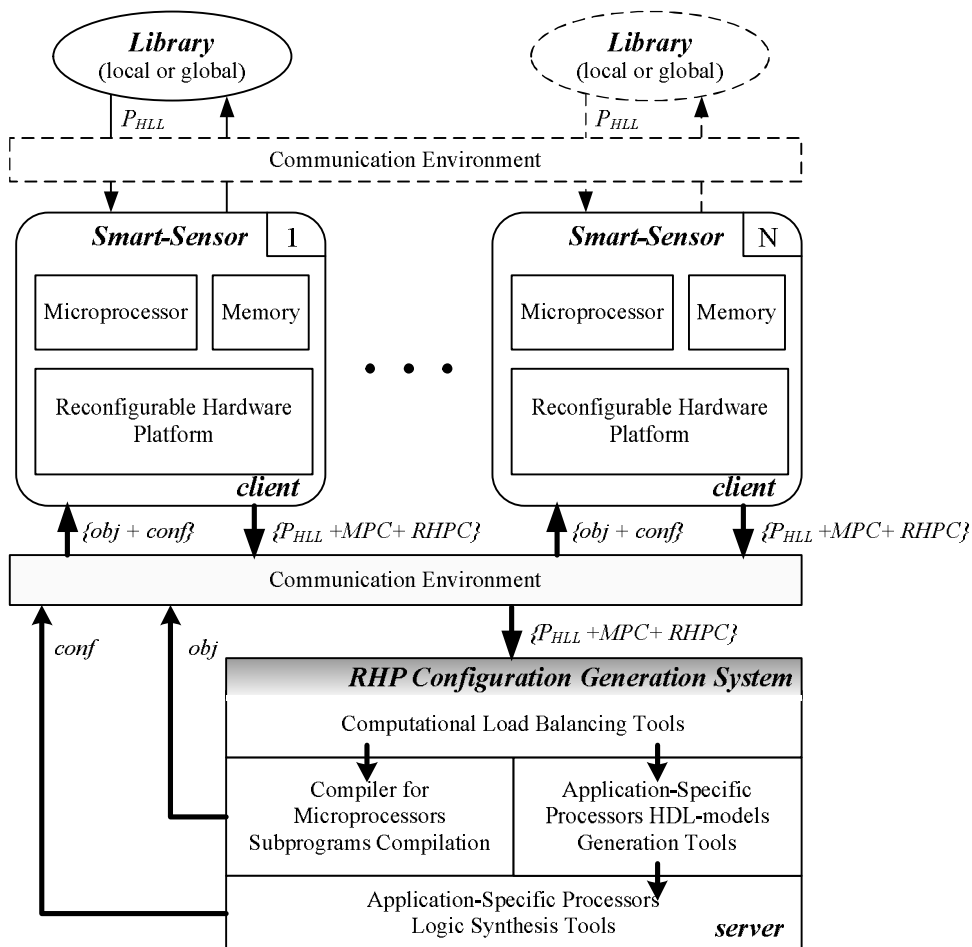 Library
(local or global)
Library
(local or global)
P_HLL
P_HLL
Communication Environment
Smart-Sensor
1
Smart-Sensor
N
Microprocessor
Memory
Microprocessor
Memory
Reconfigurable Hardware
Platform
Reconfigurable Hardware
Platform
client
client
{obj + conf}
{P_HLL +MPC+ RHPC}
{obj + conf}
{P_HLL +MPC+ RHPC}
Communication Environment
conf
obj
{P_HLL +MPC+ RHPC}
RHP Configuration Generation System
Computational Load Balancing Tools
Compiler for
Microprocessors
Subprograms Compilation
Application-Specific
Processors HDL-models
Generation Tools
Application-Specific Processors
Logic Synthesis Tools
server